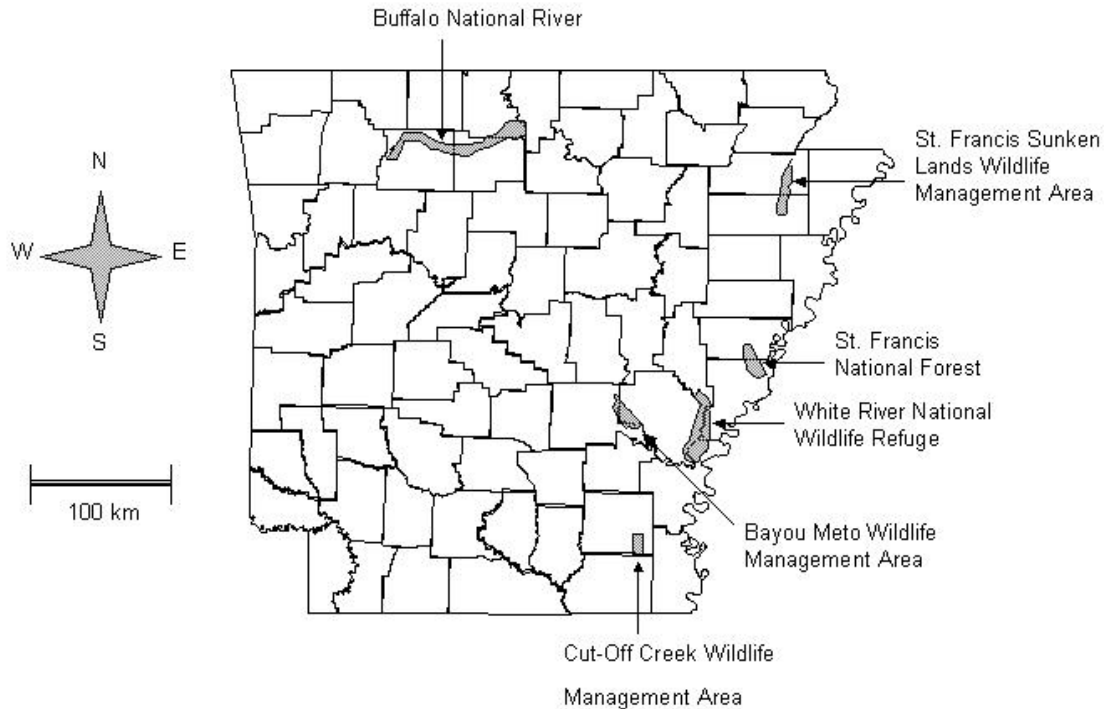 Buffalo National River
St. Francis Sunken
Lands Wildlife
Management Area
N
W
E
S
St. Francis
National Forest
White River National
Wildlife Refuge
100 km
Bayou Meto Wildlife
Management Area
Cut-Off Creek Wildlife
Management Area